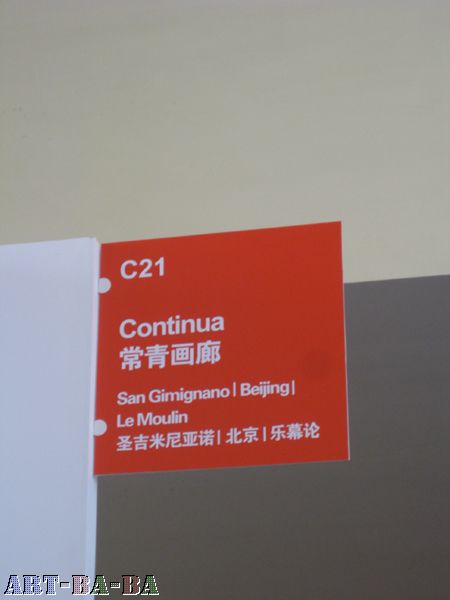 C21
Continua
常青画廊
San Gimignano | Beijing |
Le Moulin
圣吉米尼亚诺 | 北京 | 乐幕论
ART-BA-BA